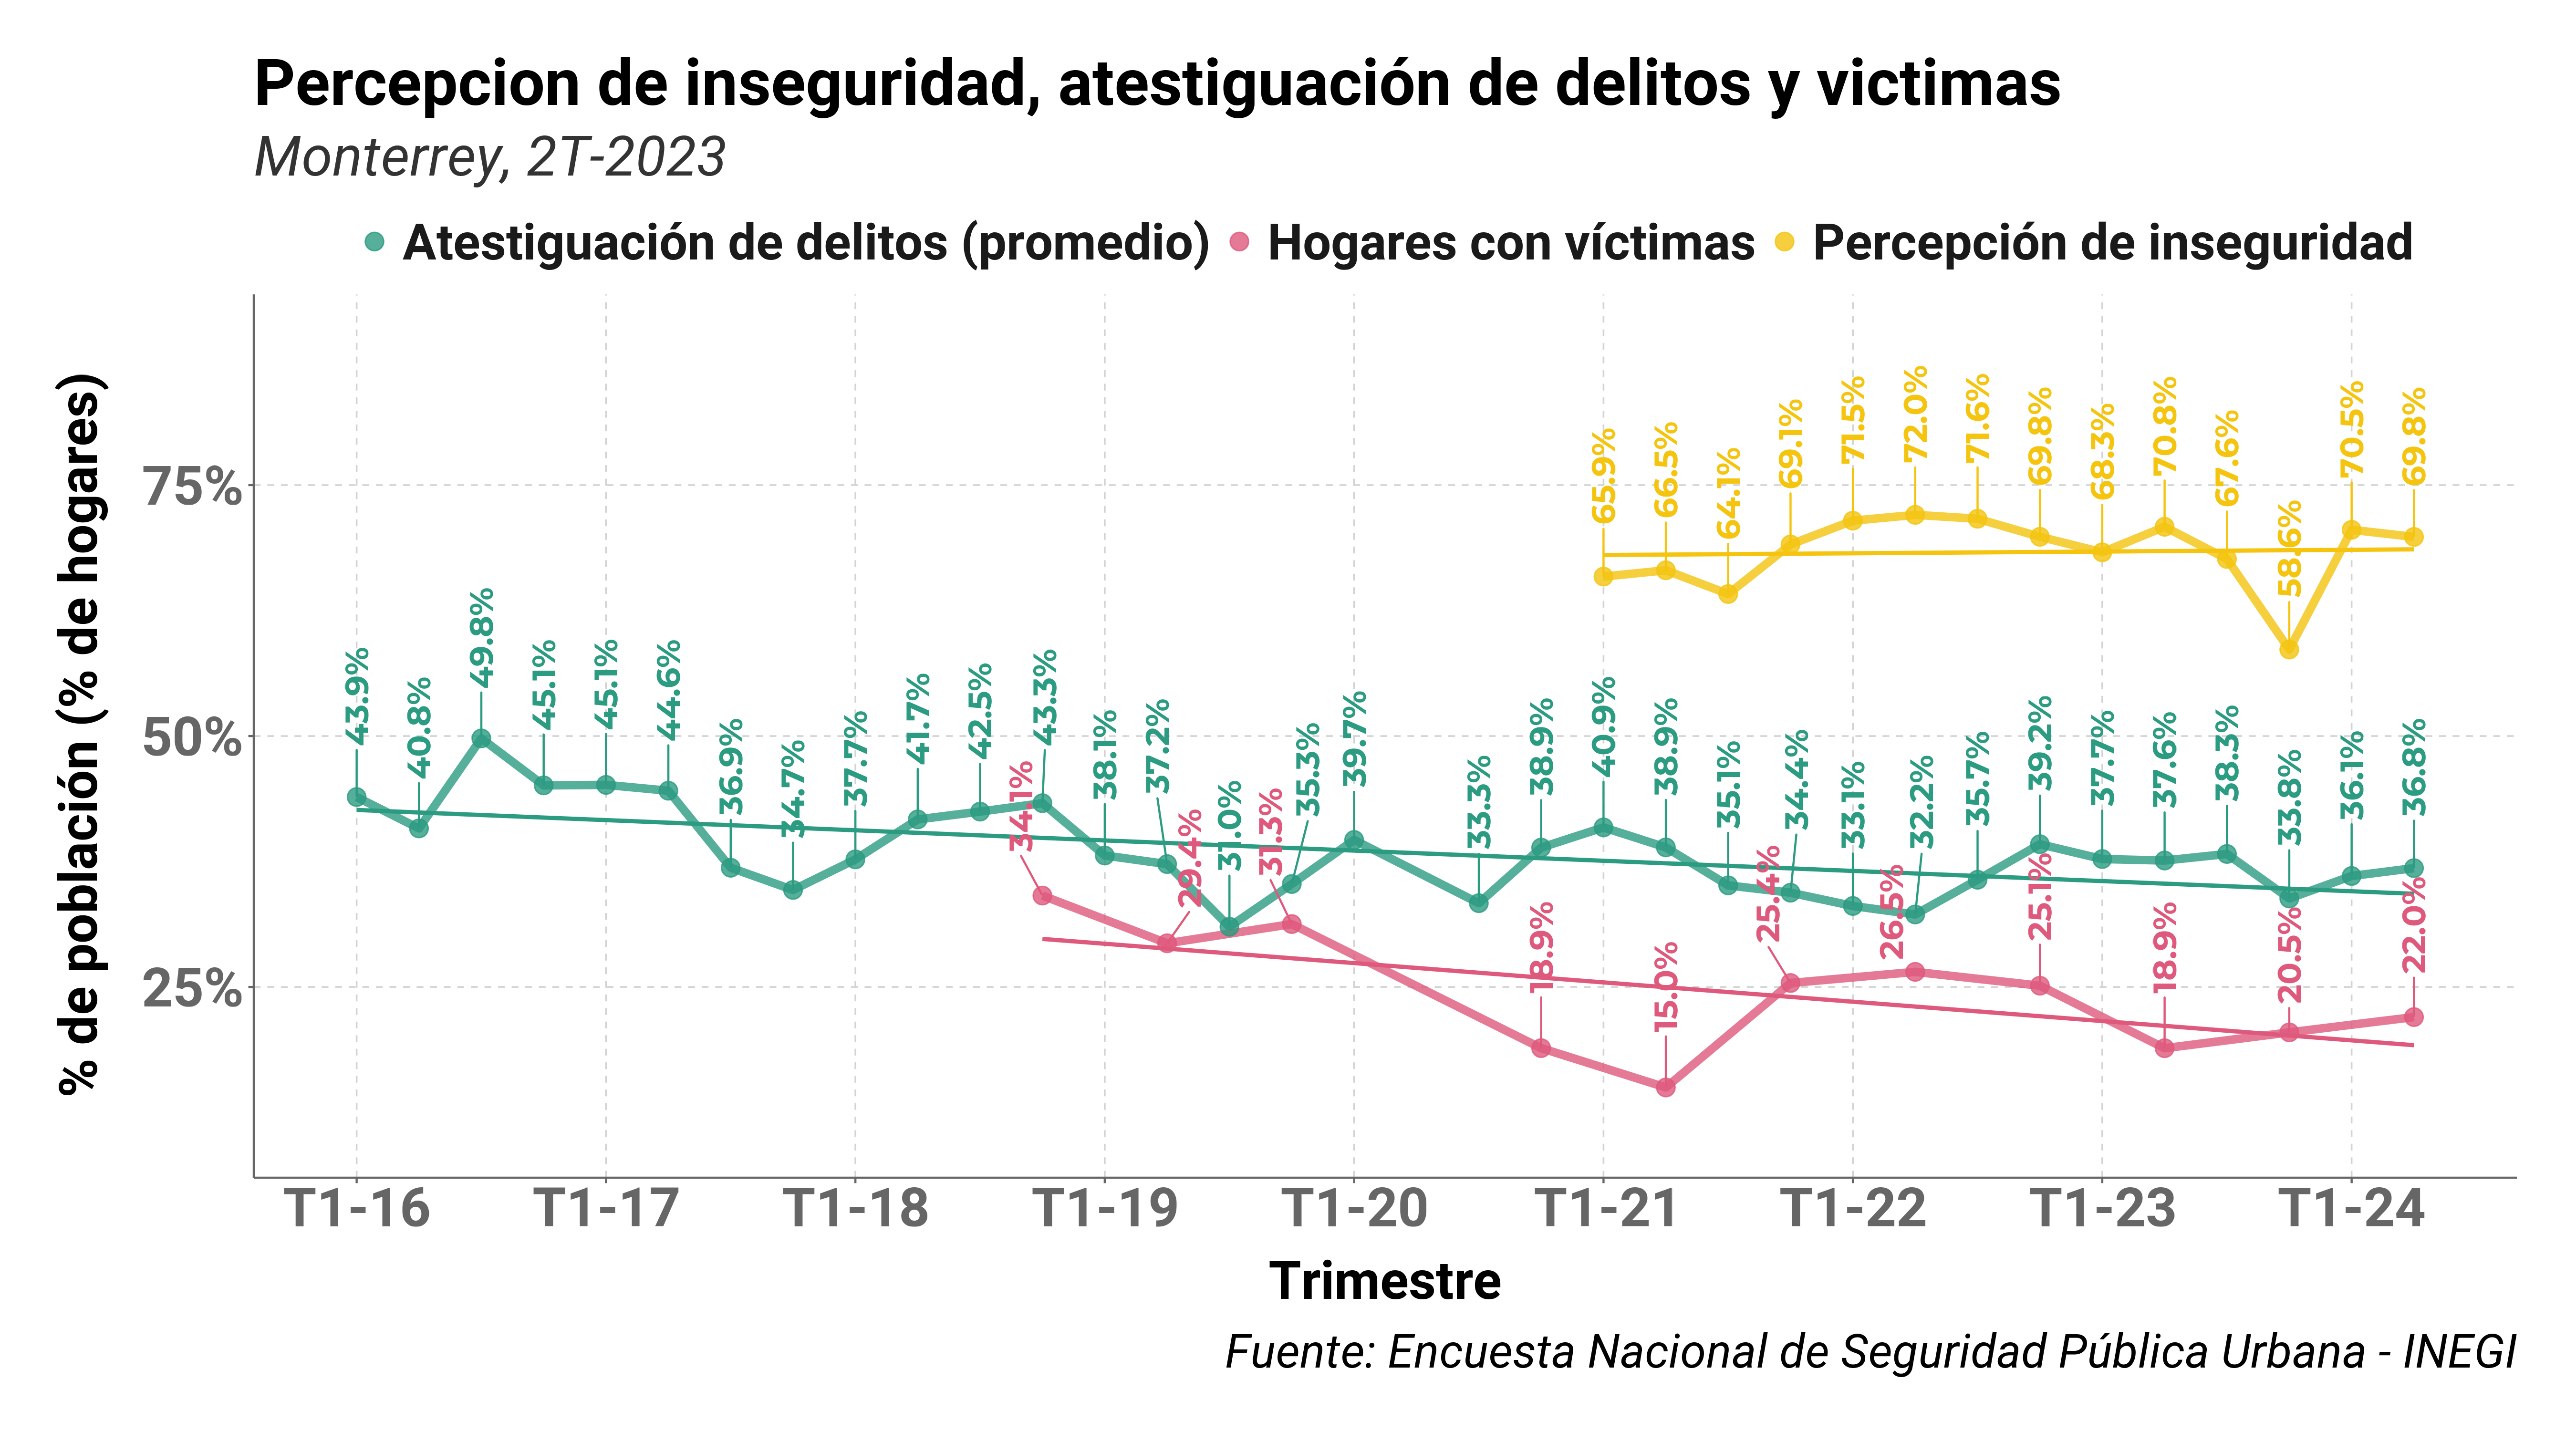 Percepcion de inseguridad, atestiguación de delitos y victimas
Monterrey, 2T-2023
Atestiguación de delitos (promedio) Hogares con víctimas Percepción de inseguridad
% de población (% de hogares)
75%
50%
25%
65.9% 66.5% 64.1% 69.1% 71.5% 72.0% 71.6% 69.8% 68.3% 70.8% 67.6% 58.6% 70.5% 69.8%
43.9% 40.8% 49.8% 45.1% 45.1% 44.6% 36.9% 34.7% 37.7% 41.7% 42.5% 43.3% 38.1% 37.2% 31.0% 35.3% 39.7% 33.3% 38.9% 40.9% 38.9% 35.1% 34.4% 33.1% 32.2% 35.7% 39.2% 37.7% 37.6% 38.3% 33.8% 36.1% 36.8%
34.1% 29.4% 31.3% 18.9% 15.0% 25.4% 26.5% 25.1% 18.9% 20.5% 22.0%
T1-16 T1-17 T1-18 T1-19 T1-20 T1-21 T1-22 T1-23 T1-24
Trimestre
Fuente: Encuesta Nacional de Seguridad Pública Urbana - INEGI